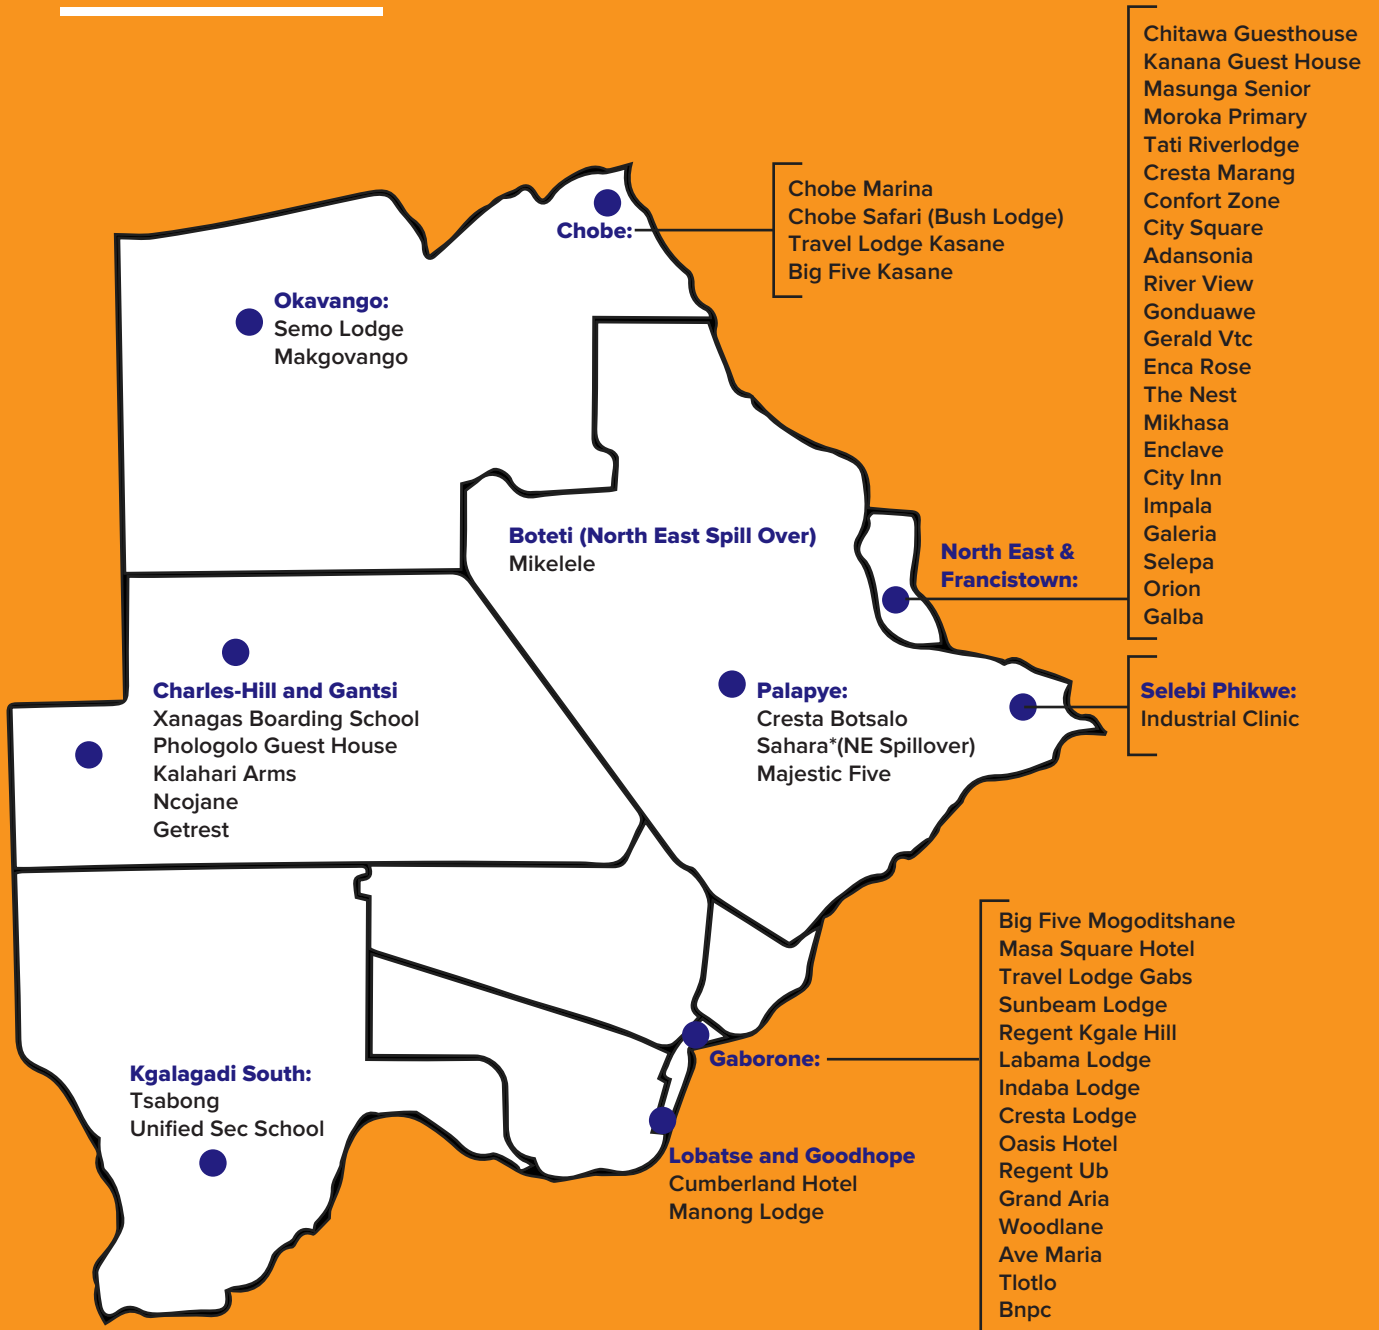 Chitawa Guesthouse
Kanana Guest House
Masunga Senior
Moroka Primary
Tati Riverlodge
Cresta Marang
Confort Zone
City Square
Adansonia
River View
Gonduawe
Gerald Vtc
Enca Rose
The Nest
Mikhasa
Enclave
City Inn
Impala
Galeria
Selepa
Orion
Galba
Chobe:
Chobe Marina
Chobe Safari (Bush Lodge)
Travel Lodge Kasane
Big Five Kasane
Okavango:
Semo Lodge
Makgovango
Boteti (North East Spill Over)
Mikelele
North East &
Francistown:
Charles-Hill and Gantsi
Xanagas Boarding School
Phologolo Guest House
Kalahari Arms
Ncojane
Getrest
Palapye:
Cresta Botsalo
Sahara*(NE Spillover)
Majestic Five
Selebi Phikwe:
Industrial Clinic
Kgalagadi South:
Tsabong
Unified Sec School
Gaborone:
Big Five Mogoditshane
Masa Square Hotel
Travel Lodge Gabs
Sunbeam Lodge
Regent Kgale Hill
Labama Lodge
Indaba Lodge
Cresta Lodge
Oasis Hotel
Regent Ub
Grand Aria
Woodlane
Ave Maria
Tlotlo
Bnpc
Lobatse and Goodhope
Cumberland Hotel
Manong Lodge